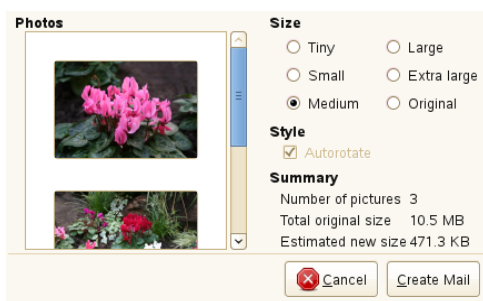 Photos
Size
Tiny
Large
Small
Extra large
Medium
Original
Style
Autorotate
Summary
Number of pictures 3
Total original size 10.5 MB
Estimated new size 471.3 KB
Cancel
Create Mail